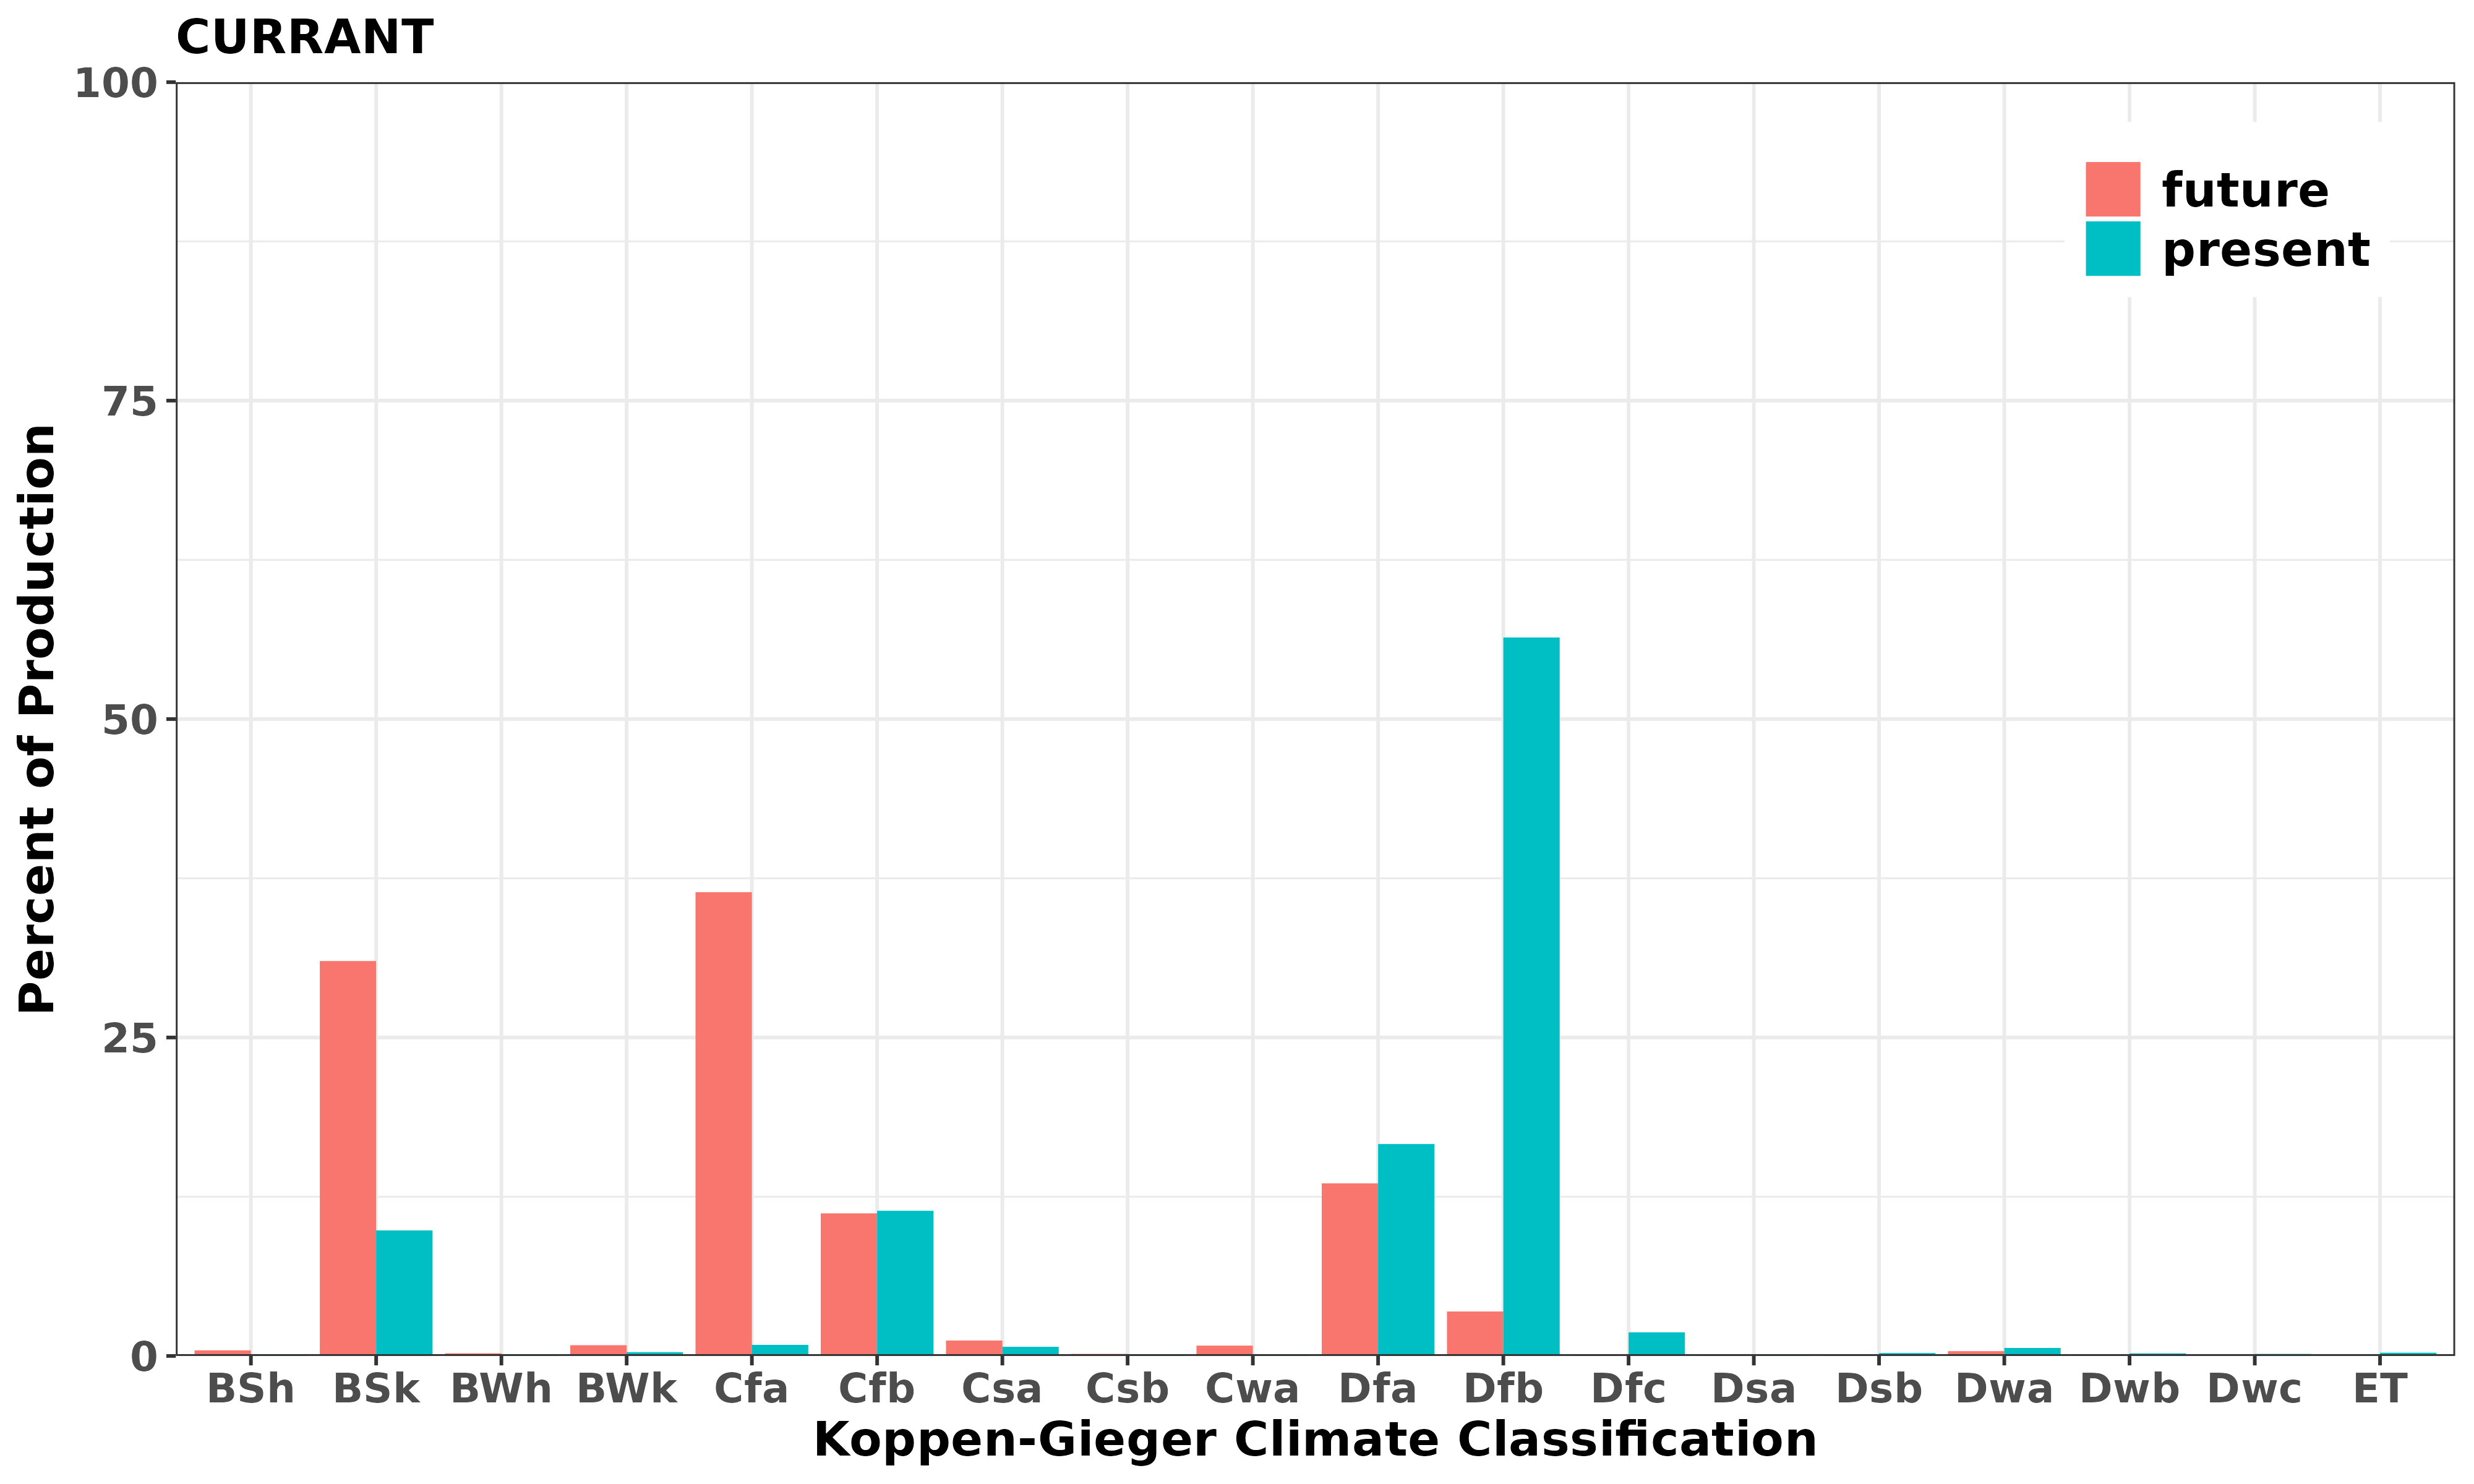 CURRANT
100
75
50
25
0
Percent of Production
future
present
BSh BSk BWh BWk Cfa Cfb Csa Csb Cwa Dfa Dfb Dfc Dsa Dsb Dwa Dwb Dwc ET
Koppen-Gieger Climate Classification